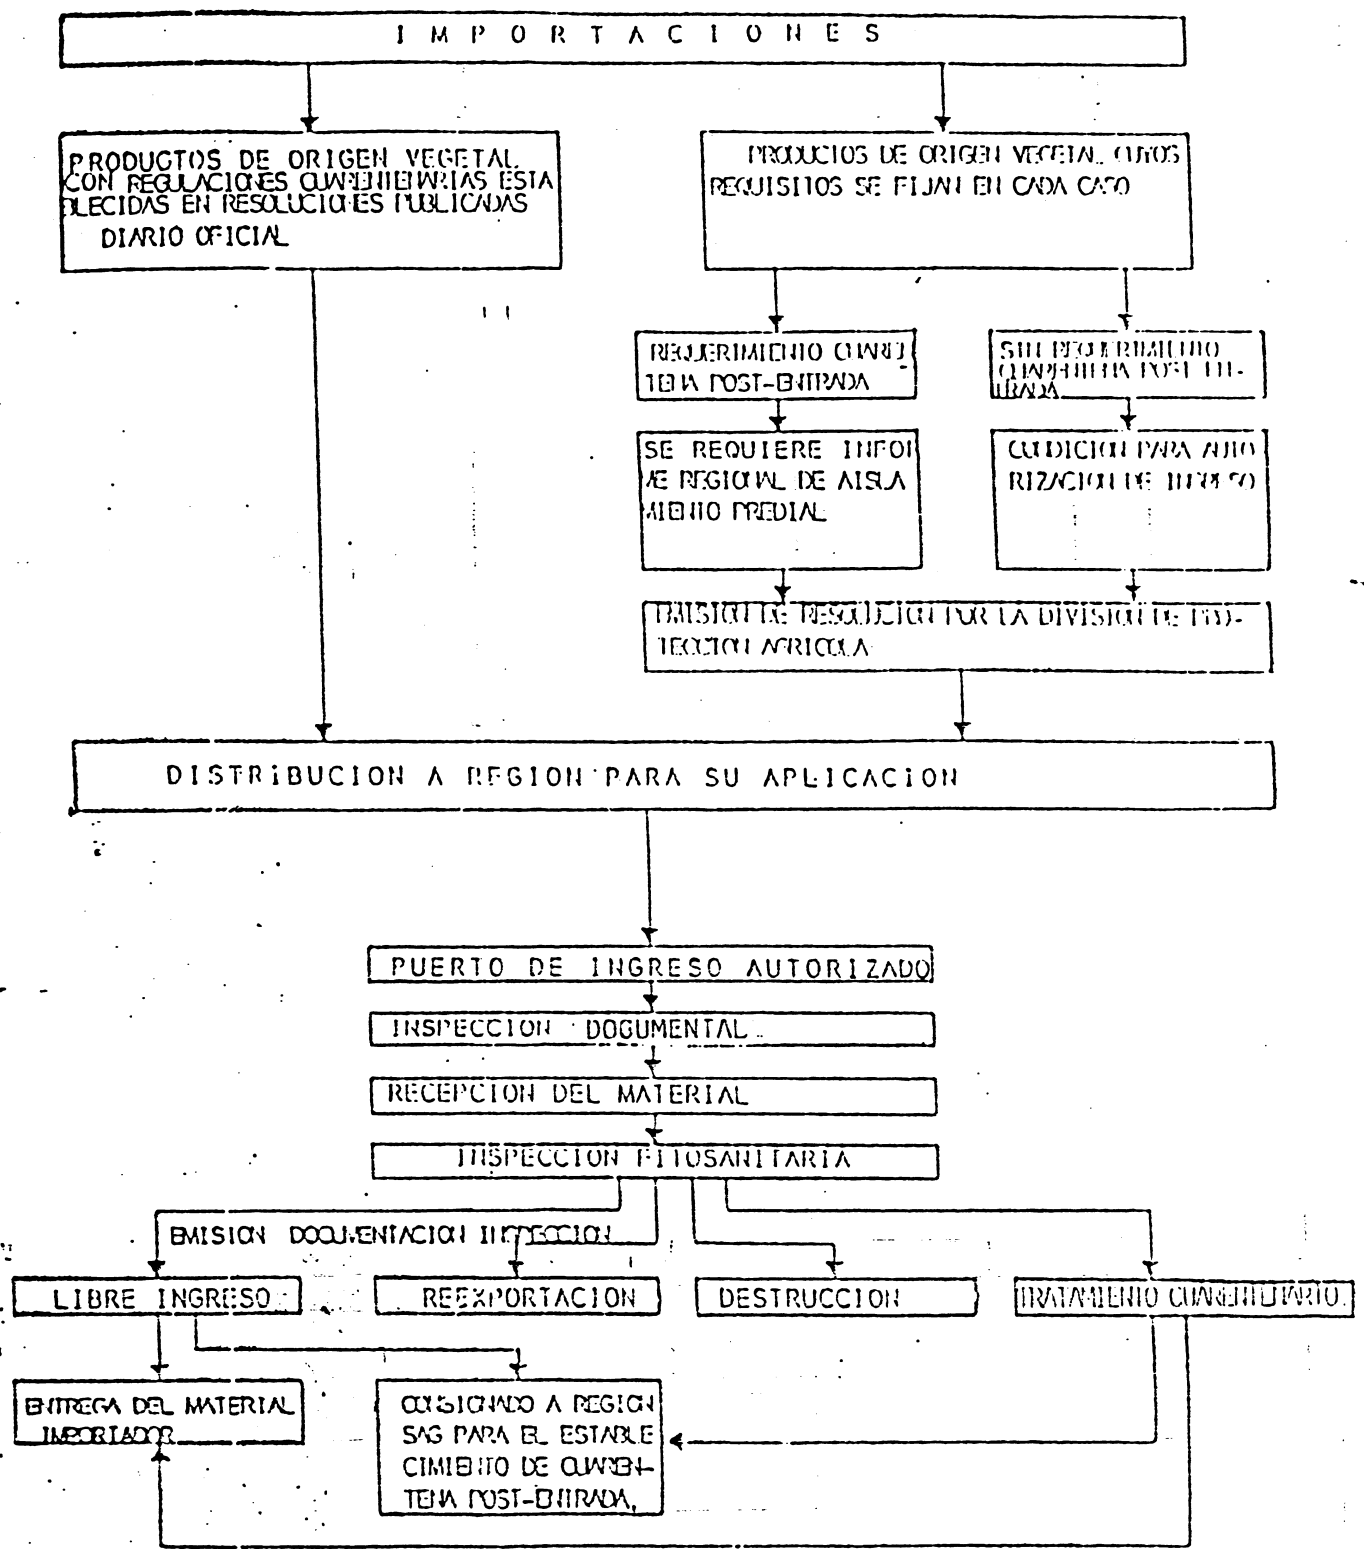 IMPORTACIONES
PRODUCTOS DE ORIGEN VEGETAL
CON REGULACIONES CUARENTENARIAS ESTA
BLECIDAS EN RESOLUCIONES PUBLICADAS
DIARIO OFICIAL
PRODUCTOS DE ORIGEN VEGETAL CUYOS
REQUISITOS SE FIJAN EN CADA CASO
REQUERIMIENTO CUAREN
TENA POST-ENTRADA
SIN REQUERIMIENTO
CUARENTENA POST EN-
TRADA
SE REQUIERE INFOR
ME REGIONAL DE AISLA
MIENTO PREDIAL
CONDICION PARA AUTO
RIZACION DE INGRESO
EMISION DE RESOLUCION POR LA DIVISION DE PRO-
TECCION AGRICOLA
DISTRIBUCION A REGION PARA SU APLICACION
PUERTO DE INGRESO AUTORIZADO
INSPECCION DOCUMENTAL
RECEPCION DEL MATERIAL
INSPECCION FITOSANITARIA
EMISION DOCUMENTACION INSPECCION
LIBRE INGRESO
REEXPORTACION
DESTRUCCION
TRATAMIENTO CUARENTENARIO
ENTREGA DEL MATERIAL
IMPORTADOR
CONSIGNADO A REGION
SAG PARA EL ESTABLE
CIMIENTO DE CUAREN-
TENA POST-ENTRADA.